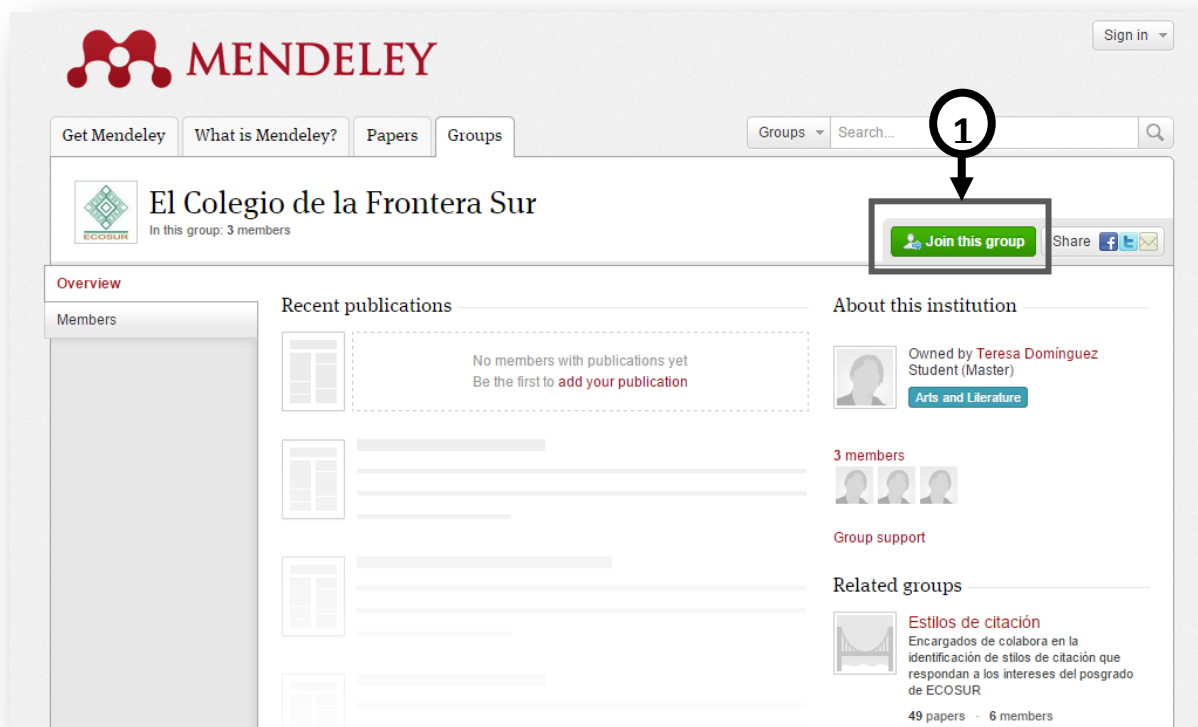 MENDELEY
Sign in
Get Mendeley
What is Mendeley?
Papers
Groups
Groups
Search...
1
El Colegio de la Frontera Sur
In this group: 3 members
ECOSUR
Join this group
Share
Overview
Members
Recent publications
No members with publications yet
Be the first to add your publication
About this institution
Owned by Teresa Domínguez
Student (Master)
Arts and Literature
3 members
Group support
Related groups
Estilos de citación
Encargados de colabora en la
identificación de stilos de citación que
respondan a los intereses del posgrado
de ECOSUR
49 papers · 6 members